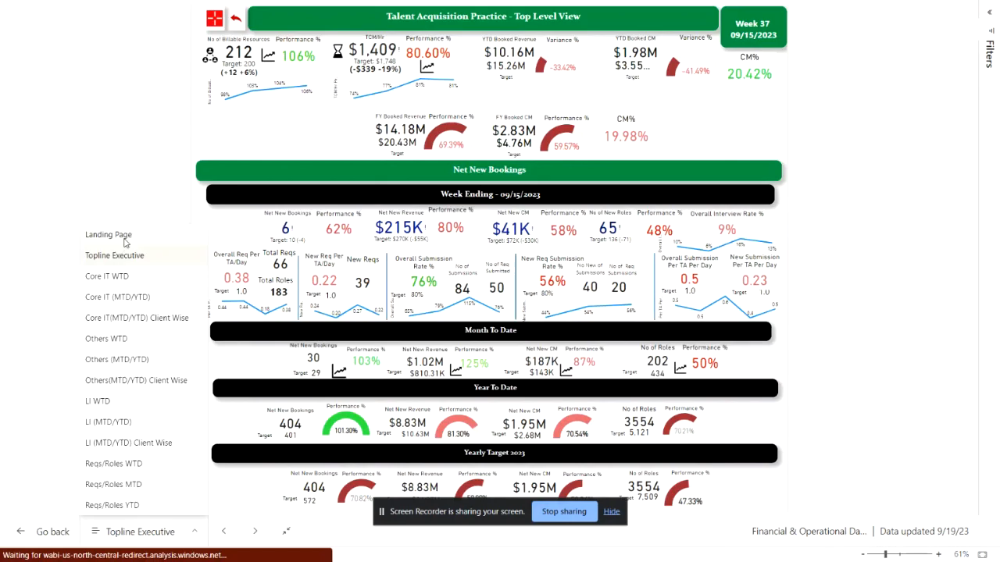 Talent Acquisition Practice - Top Level View
Week 37
09/15/2023
Filters
No of Billable Resources
Performance %
212
106%
Target: 200
(+12 +6%)
98%
103%
104%
106%
TCM/Hr
Performance %
$1,409
80.60%
Target: $1,748
(-$339 -19%)
74%
77%
81%
81%
YTD Booked Revenue
Variance %
$10.16M
$15.26M
Target
-33.42%
YTD Booked CM
Variance %
$1.98M
$3.55...
Target
-41.49%
CM%
20.42%
FY Booked Revenue
Performance %
$14.18M
$20.43M
Target
69.39%
FY Booked CM
Performance %
$2.83M
$4.76M
Target
59.57%
CM%
19.98%
Net New Bookings
Week Ending - 09/15/2023
Net New Bookings
Performance %
6
62%
Target: 10 (-4)
Net New Revenue
Performance %
$215K
80%
Target: $270K (-$55K)
Net New CM
Performance %
$41K
58%
Target: $72K (-$30K)
No of New Roles
Performance %
65
48%
Target: 136 (-71)
Overall Interview Rate %
9%
10%
16%
13%
Overall Req Per TA/Day
0.38
Target 1.0
Total Reqs
66
Total Roles
183
0.44
0.44
0.18
0.38
New Req Per TA/Day
0.22
Target 1.0
New Reqs
39
0.24
0.20
0.27
0.22
Overall Submission Rate %
76%
Target 80%
No of Submissions
84
No of Req Submitted
50
65%
79%
115%
76%
New Req Submission Rate %
56%
Target 80%
40
20
44%
54%
56%
Overall Submission Per TA Per Day
0.5
Target 1.0
0.5
0.5
0.6
New Submission Per TA Per Day
0.23
Target 1.0
0.4
0.5
Month To Date
Net New Bookings
Performance %
30
103%
Target 29
Net New Revenue
Performance %
$1.02M
125%
Target $810.31K
Net New CM
Performance %
$187K
87%
Target $143K
No of Roles
Performance %
202
50%
Target 434
Year To Date
Net New Bookings
Performance %
404
Target 401
101.30%
Net New Revenue
Performance %
$8.83M
Target $10.63M
81.30%
Net New CM
Performance %
$1.95M
Target $2.68M
70.54%
No of Roles
Performance %
3554
Target 5,121
70.21%
Yearly Target 2023
Net New Bookings
Performance %
404
Target 572
70.82%
Net New Revenue
Performance %
$8.83M
Net New CM
Performance %
$1.95M
No of Roles
Performance %
3554
7,509
47.33%
Landing Page
Topline Executive
Core IT WTD
Core IT (MTD/YTD)
Core IT(MTD/YTD) Client Wise
Others WTD
Others (MTD/YTD)
Others(MTD/YTD) Client Wise
LI WTD
LI (MTD/YTD)
LI (MTD/YTD) Client Wise
Reqs/Roles WTD
Reqs/Roles MTD
Reqs/Roles YTD
Screen Recorder is sharing your screen.
Stop sharing
Hide
Go back
Topline Executive
Financial & Operational Da... | Data updated 9/19/23
Waiting for wabi-us-north-central-redirect.analysis.windows.net...
61%